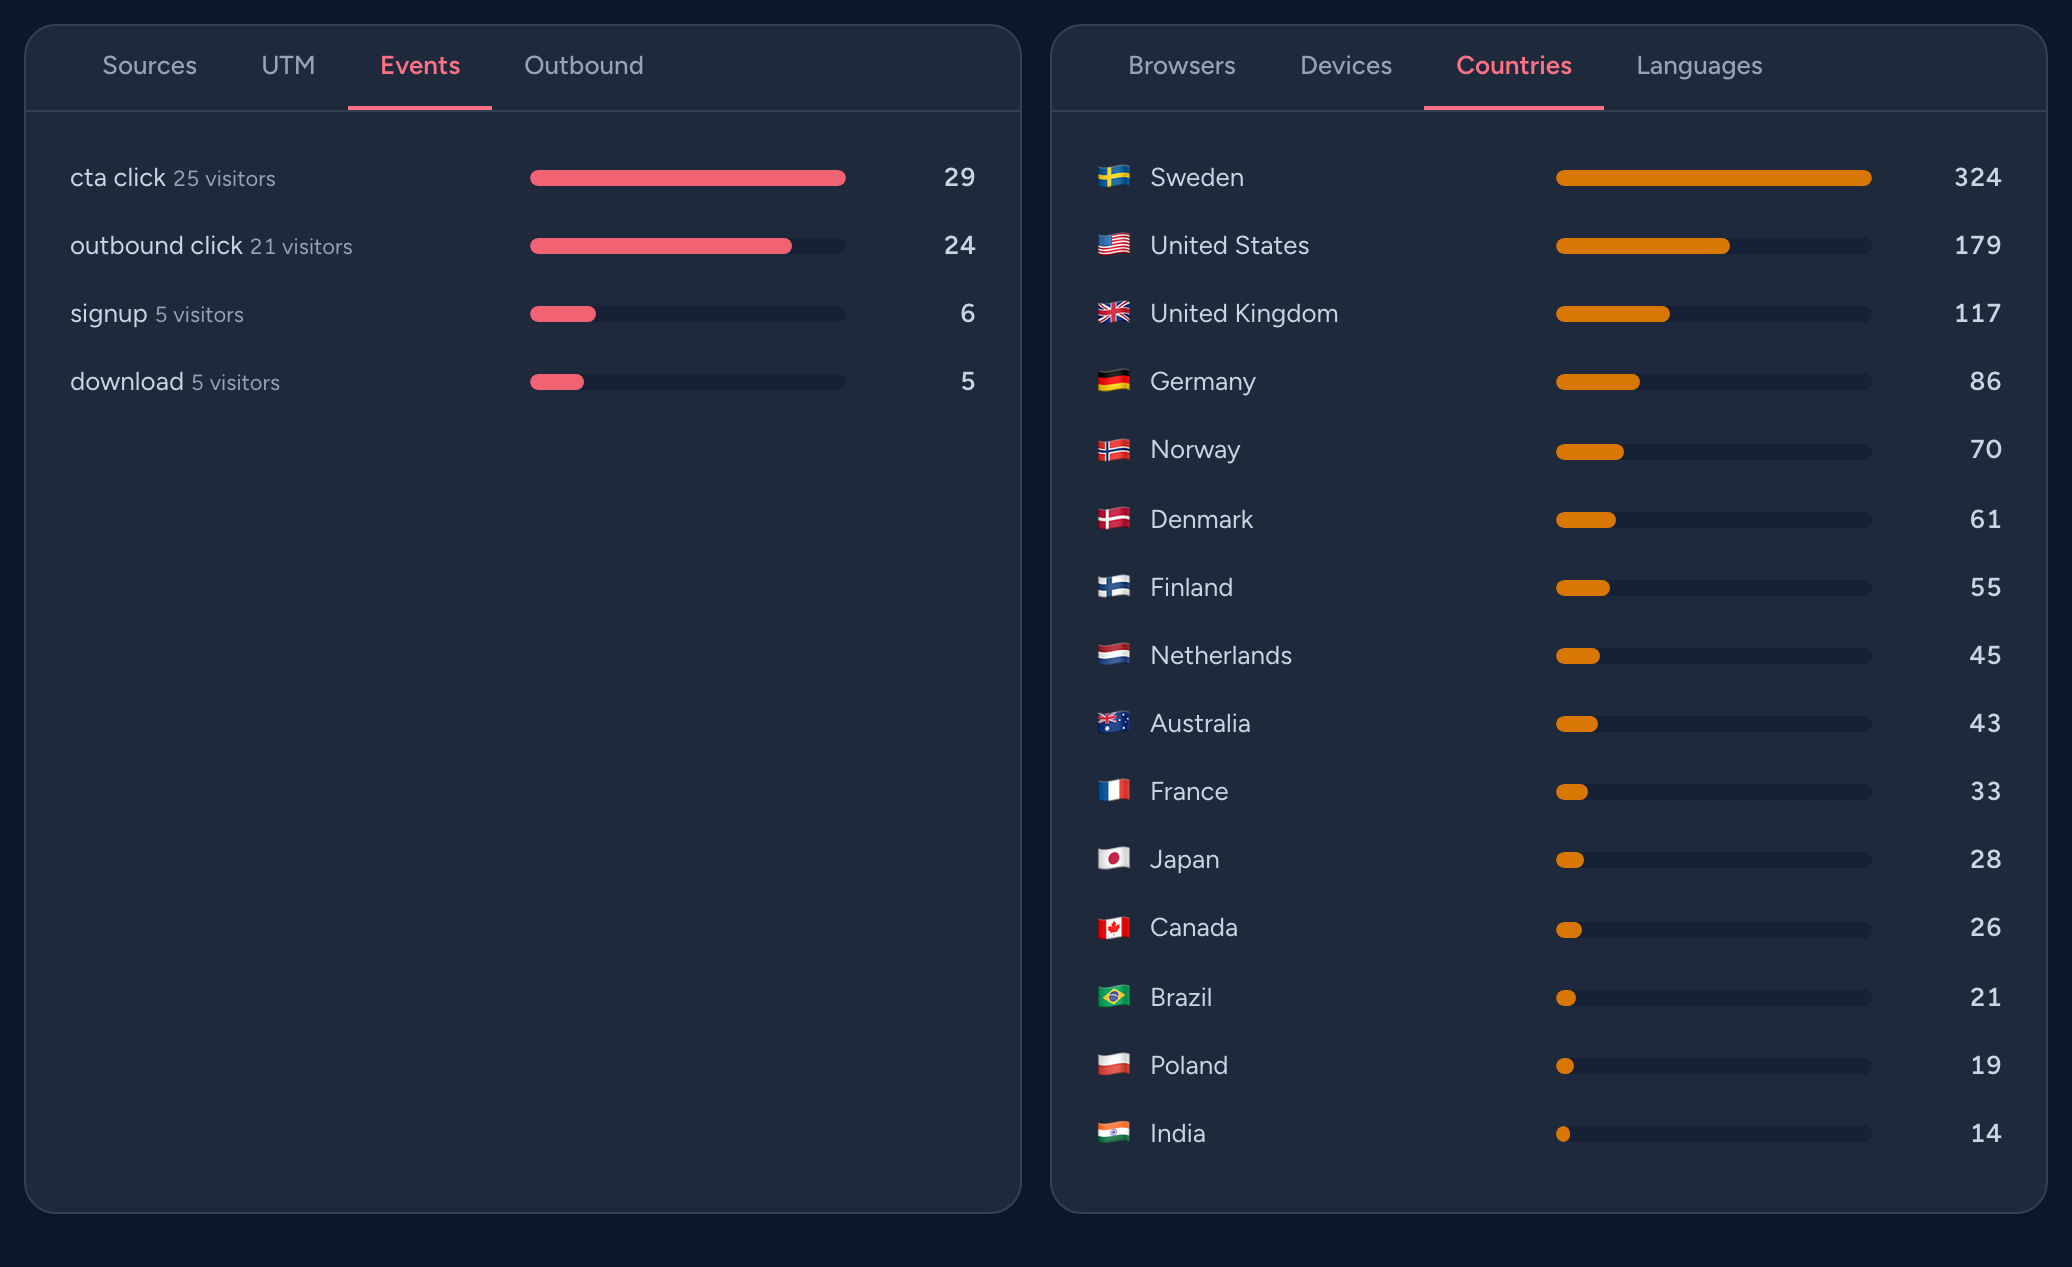 Sources UTM Events Outbound
cta click 25 visitors 29
outbound click 21 visitors 24
signup 5 visitors 6
download 5 visitors 5
Browsers Devices Countries Languages
Sweden 324
United States 179
United Kingdom 117
Germany 86
Norway 70
Denmark 61
Finland 55
Netherlands 45
Australia 43
France 33
Japan 28
Canada 26
Brazil 21
Poland 19
India 14